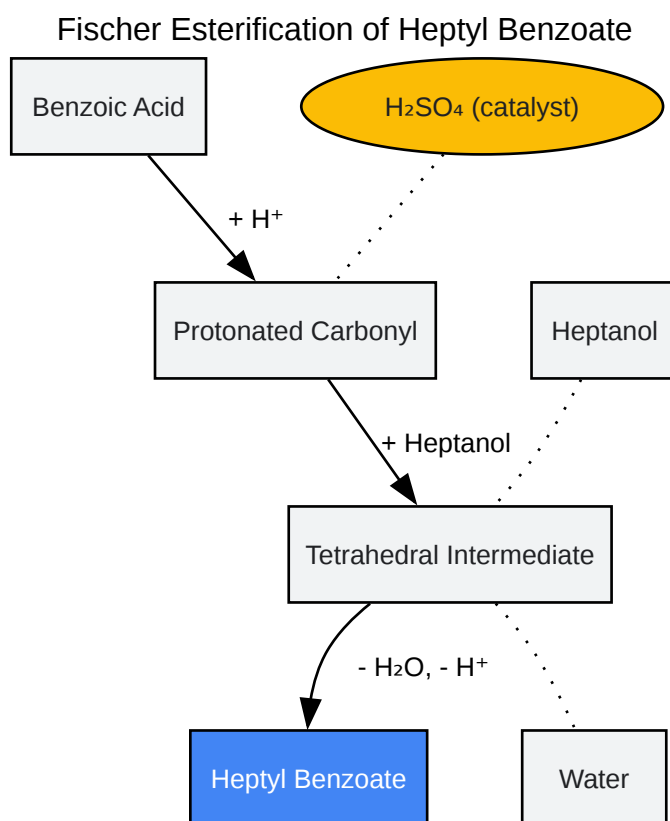 Fischer Esterification of Heptyl Benzoate
Benzoic Acid
H₂SO₄ (catalyst)
+ H⁺
Protonated Carbonyl
Heptanol
+ Heptanol
Tetrahedral Intermediate
- H₂O, - H⁺
Heptyl Benzoate
Water